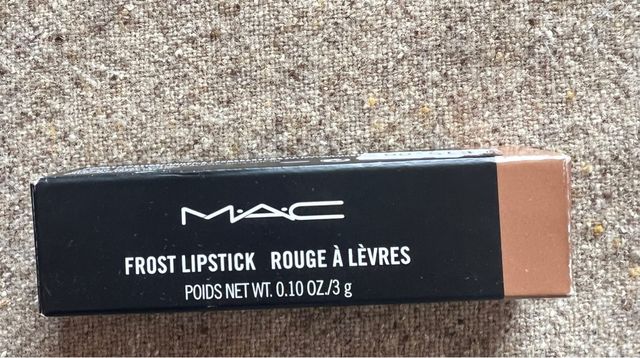 M·A·C
FROST LIPSTICK ROUGE À LÈVRES
POIDS NET WT. 0.10 OZ./3 g